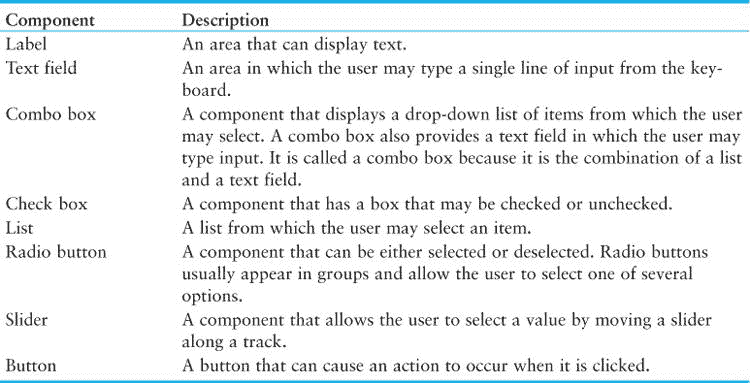 Component Description
Label An area that can display text.
Text field An area in which the user may type a single line of input from the key-
board.
Combo box A component that displays a drop-down list of items from which the user
may select. A combo box also provides a text field in which the user may
type input. It is called a combo box because it is the combination of a list
and a text field.
Check box A component that has a box that may be checked or unchecked.
List A list from which the user may select an item.
Radio button A component that can be either selected or deselected. Radio buttons
usually appear in groups and allow the user to select one of several
options.
Slider A component that allows the user to select a value by moving a slider
along a track.
Button A button that can cause an action to occur when it is clicked.